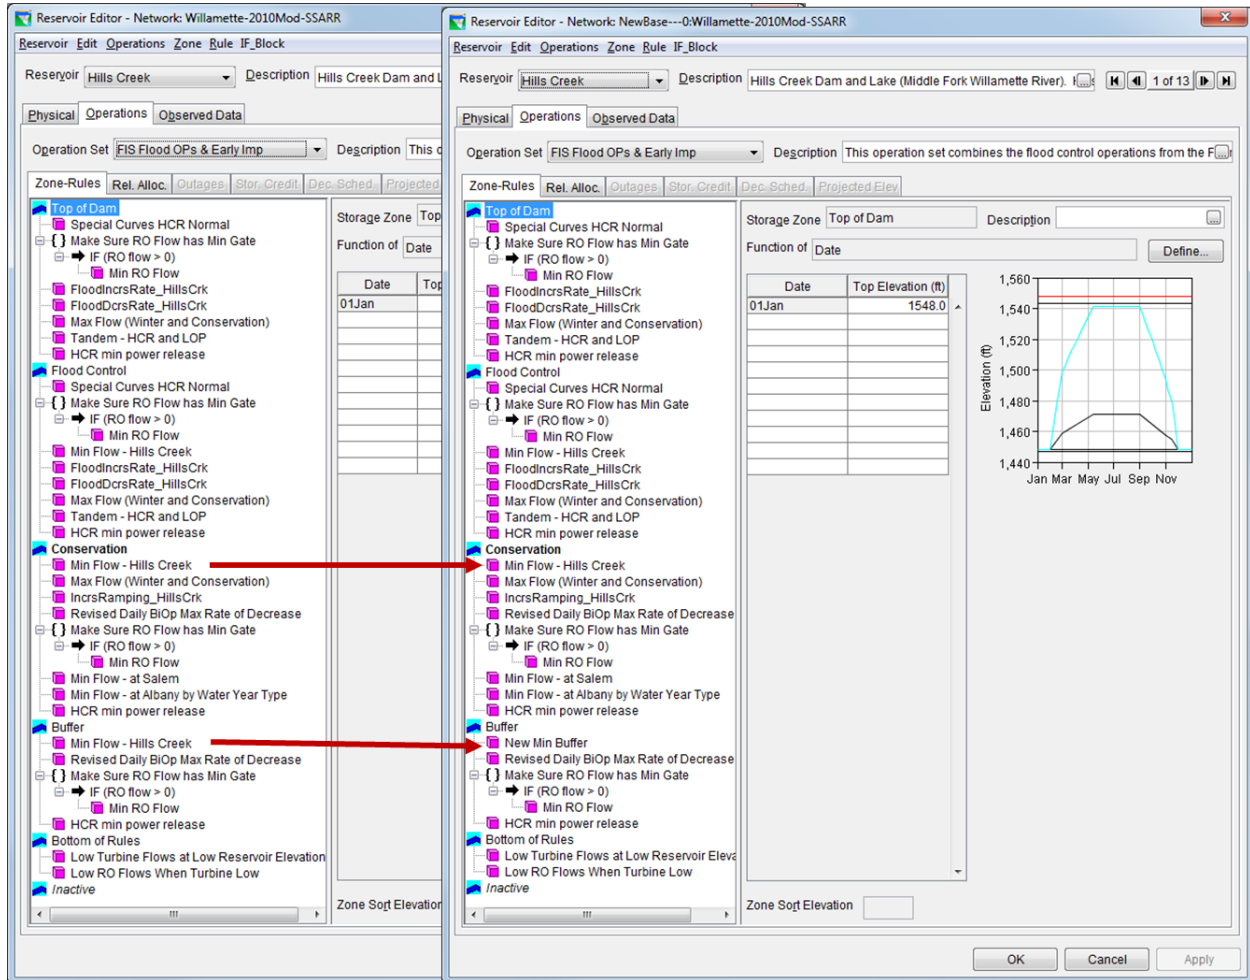 Reservoir Editor - Network: Willamette-2010Mod-SSARR
Reservoir Edit Operations Zone Rule IF_Block
Reservoir Hills Creek Description Hills Creek Dam and L
Physical Operations Observed Data
Operation Set FIS Flood OPs & Early Imp Description This c
Zone-Rules Rel. Alloc. Outages Stor. Credit Dec. Sched. Projected
Top of Dam
Special Curves HCR Normal
{ } Make Sure RO Flow has Min Gate
IF (RO flow > 0)
Min RO Flow
FloodIncrsRate_HillsCrk
FloodDcrsRate_HillsCrk
Max Flow (Winter and Conservation)
Tandem - HCR and LOP
HCR min power release
Flood Control
Special Curves HCR Normal
{ } Make Sure RO Flow has Min Gate
IF (RO flow > 0)
Min RO Flow
Min Flow - Hills Creek
FloodIncrsRate_HillsCrk
FloodDcrsRate_HillsCrk
Max Flow (Winter and Conservation)
Tandem - HCR and LOP
HCR min power release
Conservation
Min Flow - Hills Creek
Max Flow (Winter and Conservation)
IncrsRamping_HillsCrk
Revised Daily BiOp Max Rate of Decrease
{ } Make Sure RO Flow has Min Gate
IF (RO flow > 0)
Min RO Flow
Min Flow - at Salem
Min Flow - at Albany by Water Year Type
HCR min power release
Buffer
Min Flow - Hills Creek
Revised Daily BiOp Max Rate of Decrease
{ } Make Sure RO Flow has Min Gate
IF (RO flow > 0)
Min RO Flow
HCR min power release
Bottom of Rules
Low Turbine Flows at Low Reservoir Elevation
Low RO Flows When Turbine Low
Inactive
Storage Zone Top
Function of Date
Date Top
01Jan
Zone Sort Elevation
Reservoir Editor - Network: NewBase---0:Willamette-2010Mod-SSARR
Reservoir Edit Operations Zone Rule IF_Block
Reservoir Hills Creek Description Hills Creek Dam and Lake (Middle Fork Willamette River). ... 1 of 13
Physical Operations Observed Data
Operation Set FIS Flood OPs & Early Imp Description This operation set combines the flood control operations from the F...
Zone-Rules Rel. Alloc. Outages Stor. Credit Dec. Sched. Projected Elev
Top of Dam
Special Curves HCR Normal
{ } Make Sure RO Flow has Min Gate
IF (RO flow > 0)
Min RO Flow
FloodIncrsRate_HillsCrk
FloodDcrsRate_HillsCrk
Max Flow (Winter and Conservation)
Tandem - HCR and LOP
HCR min power release
Flood Control
Special Curves HCR Normal
{ } Make Sure RO Flow has Min Gate
IF (RO flow > 0)
Min RO Flow
Min Flow - Hills Creek
FloodIncrsRate_HillsCrk
FloodDcrsRate_HillsCrk
Max Flow (Winter and Conservation)
Tandem - HCR and LOP
HCR min power release
Conservation
Min Flow - Hills Creek
Max Flow (Winter and Conservation)
IncrsRamping_HillsCrk
Revised Daily BiOp Max Rate of Decrease
{ } Make Sure RO Flow has Min Gate
IF (RO flow > 0)
Min RO Flow
Min Flow - at Salem
Min Flow - at Albany by Water Year Type
HCR min power release
Buffer
New Min Buffer
Revised Daily BiOp Max Rate of Decrease
{ } Make Sure RO Flow has Min Gate
IF (RO flow > 0)
Min RO Flow
HCR min power release
Bottom of Rules
Low Turbine Flows at Low Reservoir Eleva
Low RO Flows When Turbine Low
Inactive
Storage Zone Top of Dam Description ...
Function of Date Define...
Date Top Elevation (ft)
01Jan 1548.0
Elevation (ft)
1,560
1,540
1,520
1,500
1,480
1,460
1,440
Jan Mar May Jul Sep Nov
Zone Sort Elevation
OK Cancel Apply